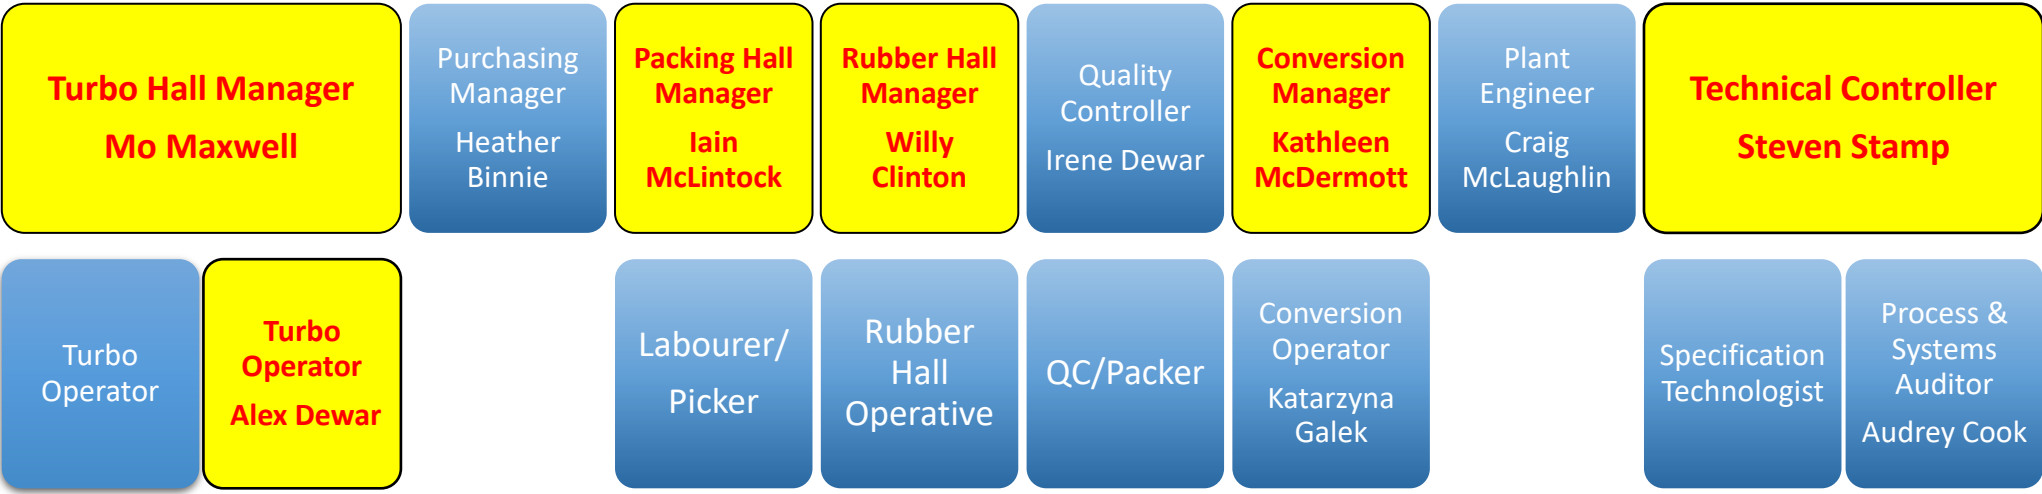 Turbo Hall Manager
Mo Maxwell
Purchasing
Manager
Heather
Binnie
Packing Hall
Manager
Iain
McLintock
Rubber Hall
Manager
Willy
Clinton
Quality
Controller
Irene Dewar
Conversion
Manager
Kathleen
McDermott
Plant
Engineer
Craig
McLaughlin
Technical Controller
Steven Stamp
Turbo
Operator
Turbo
Operator
Alex Dewar
Labourer/
Picker
Rubber
Hall
Operative
QC/Packer
Conversion
Operator
Katarzyna
Galek
Specification
Technologist
Process &
Systems
Auditor
Audrey Cook